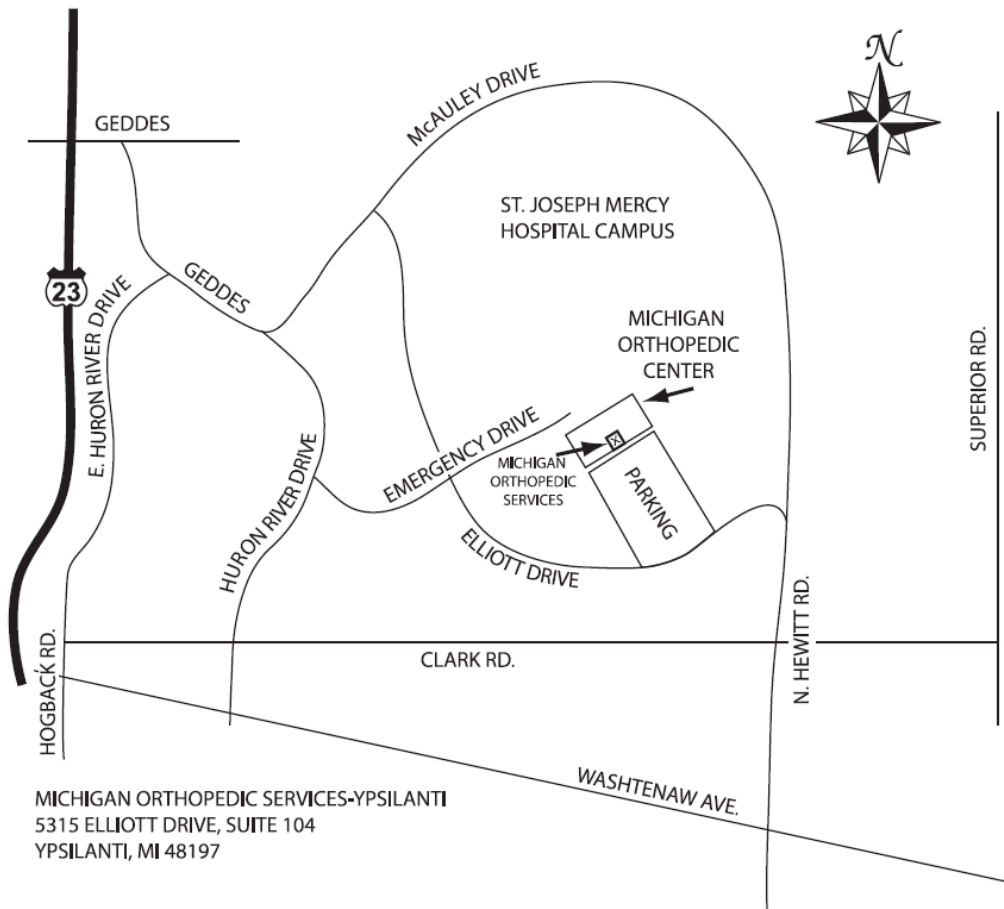 N
McAULEY DRIVE
GEDDES
ST. JOSEPH MERCY
HOSPITAL CAMPUS
GEDDES
23
E. HURON RIVER DRIVE
MICHIGAN
ORTHOPEDIC
CENTER
SUPERIOR RD.
EMERGENCY DRIVE
MICHIGAN
ORTHOPEDIC
SERVICES
PARKING
HURON RIVER DRIVE
ELLIOTT DRIVE
N. HEWITT RD.
HOGBACK RD.
CLARK RD.
WASHTENAW AVE.
MICHIGAN ORTHOPEDIC SERVICES-YPSILANTI
5315 ELLIOTT DRIVE, SUITE 104
YPSILANTI, MI 48197